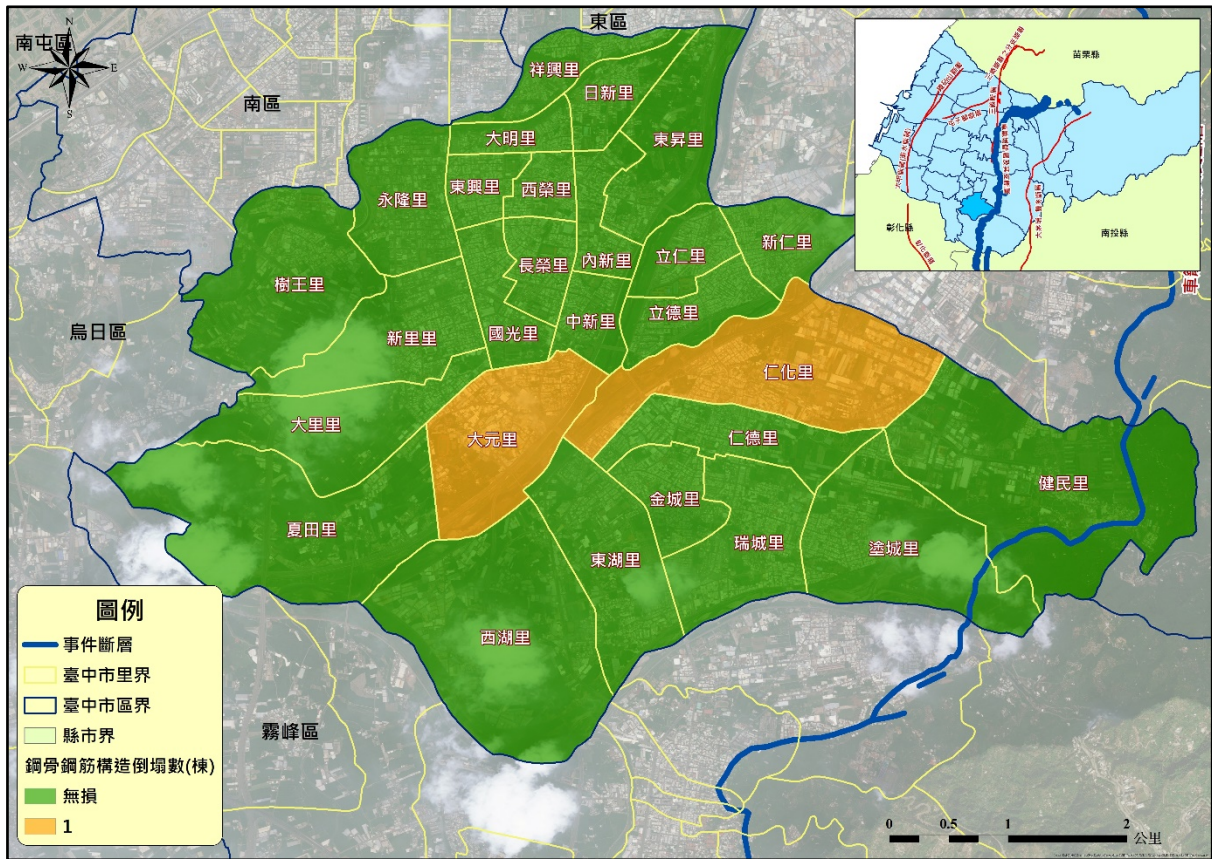 東區
南屯區
N
W
E
S
南區
苗栗縣
彰化縣
南投縣
祥興里
日新里
大明里
東昇里
東興里
西榮里
永隆里
新仁里
立仁里
內新里
長榮里
樹王里
立德里
中新里
國光里
新里里
烏日區
仁化里
大里里
大元里
仁德里
健民里
金城里
夏田里
瑞城里
塗城里
東湖里
西湖里
霧峰區
圖例
事件斷層
臺中市里界
臺中市區界
縣市界
鋼骨鋼筋構造倒塌數(棟)
無損
1
0 0.5 1 2
公里